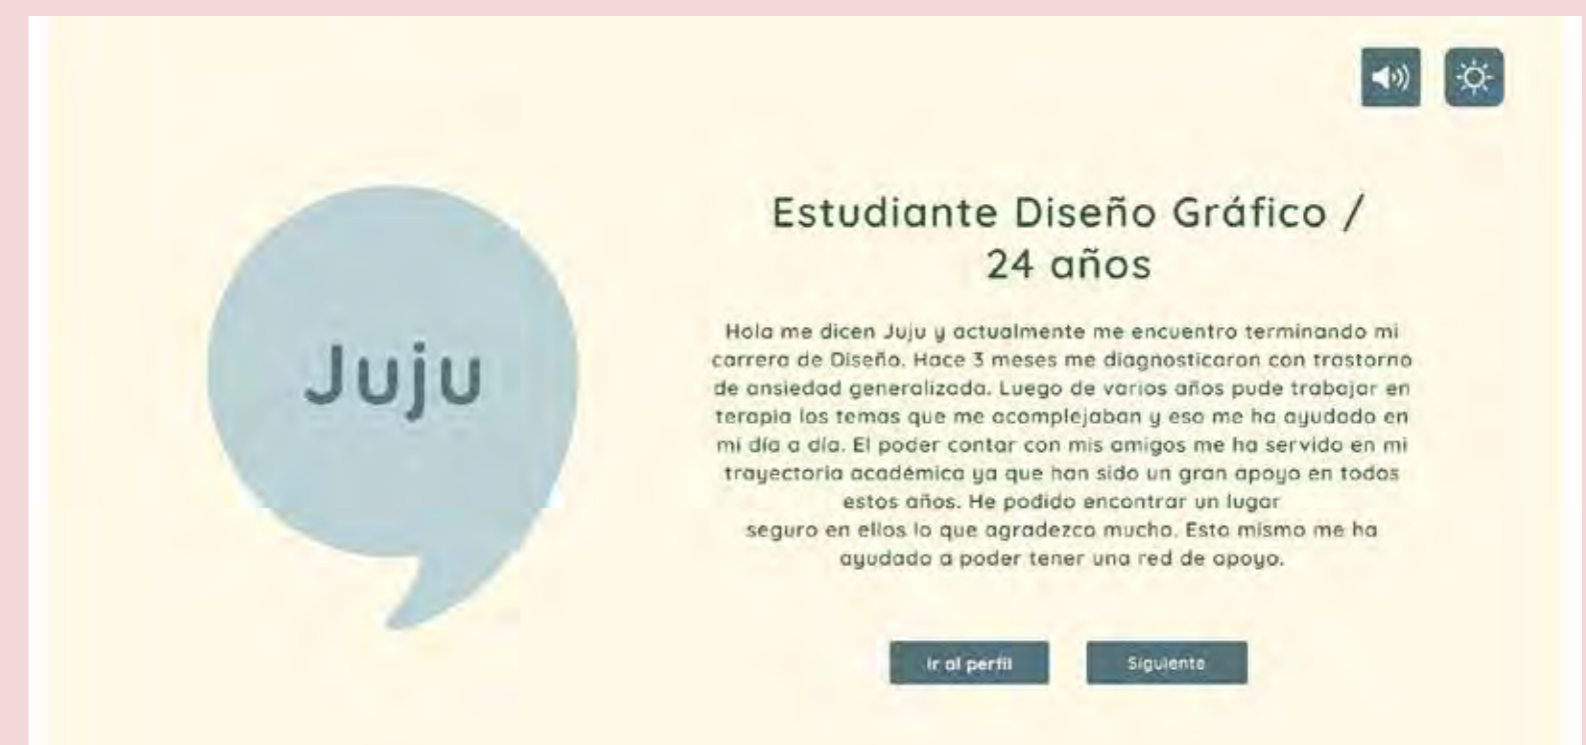 Juju
Estudiante Diseño Gráfico /
24 años
Hola me dicen Juju y actualmente me encuentro terminando mi
carrera de Diseño. Hace 3 meses me diagnosticaron con trastorno
de ansiedad generalizada. Luego de varios años pude trabajar en
terapia los temas que me acomplejaban y eso me ha ayudado en
mi día a día. El poder contar con mis amigos me ha servido en mi
trayectoria académica ya que han sido un gran apoyo en todos
estos años. He podido encontrar un lugar
seguro en ellos lo que agradezco mucho. Esto mismo me ha
ayudado a poder tener una red de apoyo.
Ir al perfil
Siguiente